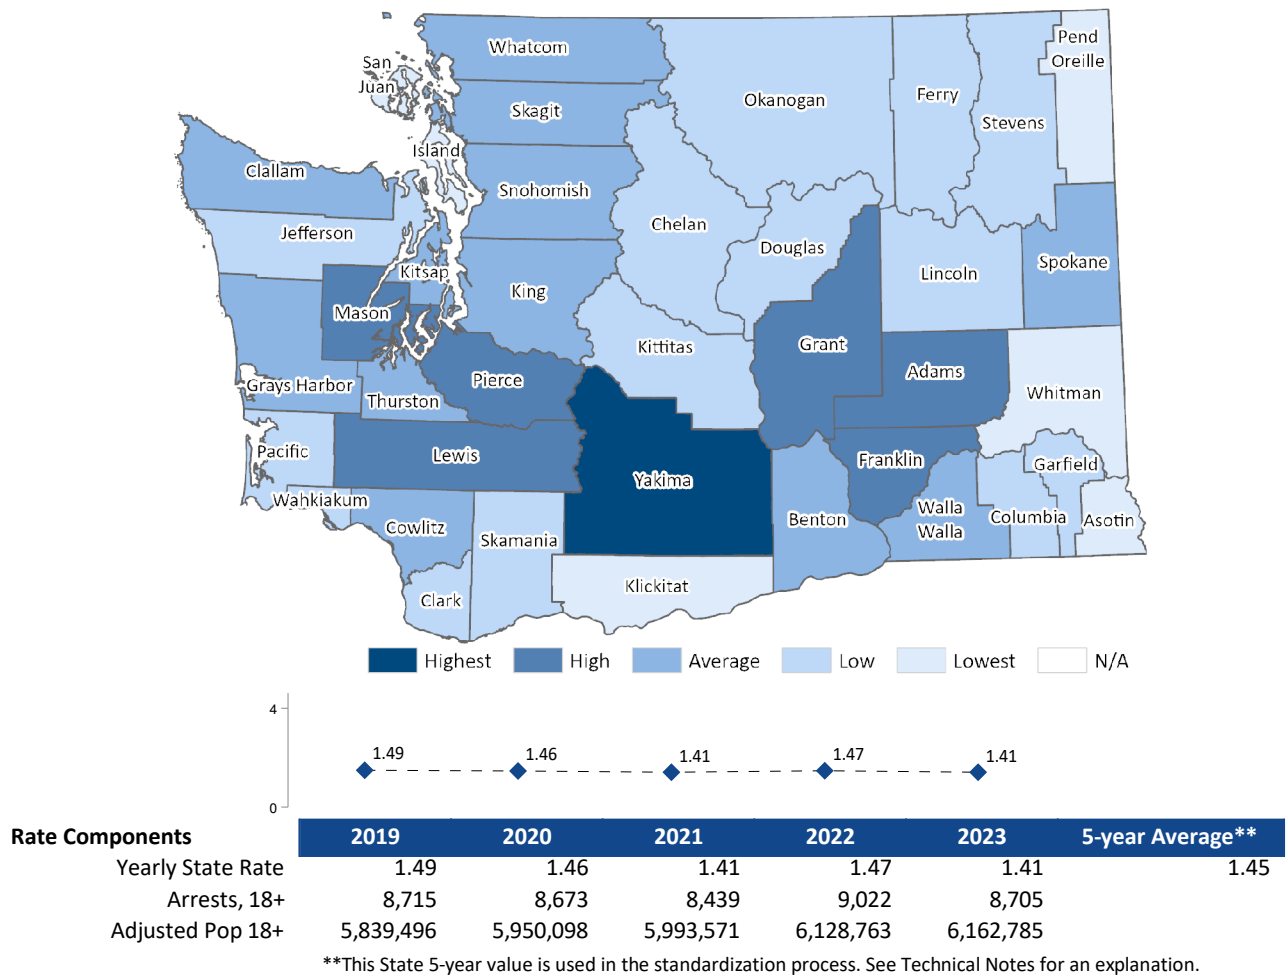 Whatcom
San
Juan
Pend
Oreille
Okanogan
Ferry
Stevens
Skagit
Island
Clallam
Snohomish
Chelan
Jefferson
Douglas
Kitsap
King
Lincoln
Spokane
Mason
Kittitas
Grant
Adams
Pierce
Grays Harbor
Thurston
Whitman
Pacific
Lewis
Yakima
Franklin
Garfield
Wahkiakum
Cowlitz
Skamania
Benton
Walla
Walla
Columbia
Asotin
Clark
Klickitat
Highest High Average Low Lowest N/A
4
1.49 1.46 1.41 1.47 1.41
0
Rate Components 2019 2020 2021 2022 2023 5-year Average**
Yearly State Rate 1.49 1.46 1.41 1.47 1.41 1.45
Arrests, 18+ 8,715 8,673 8,439 9,022 8,705
Adjusted Pop 18+ 5,839,496 5,950,098 5,993,571 6,128,763 6,162,785
**This State 5-year value is used in the standardization process. See Technical Notes for an explanation.